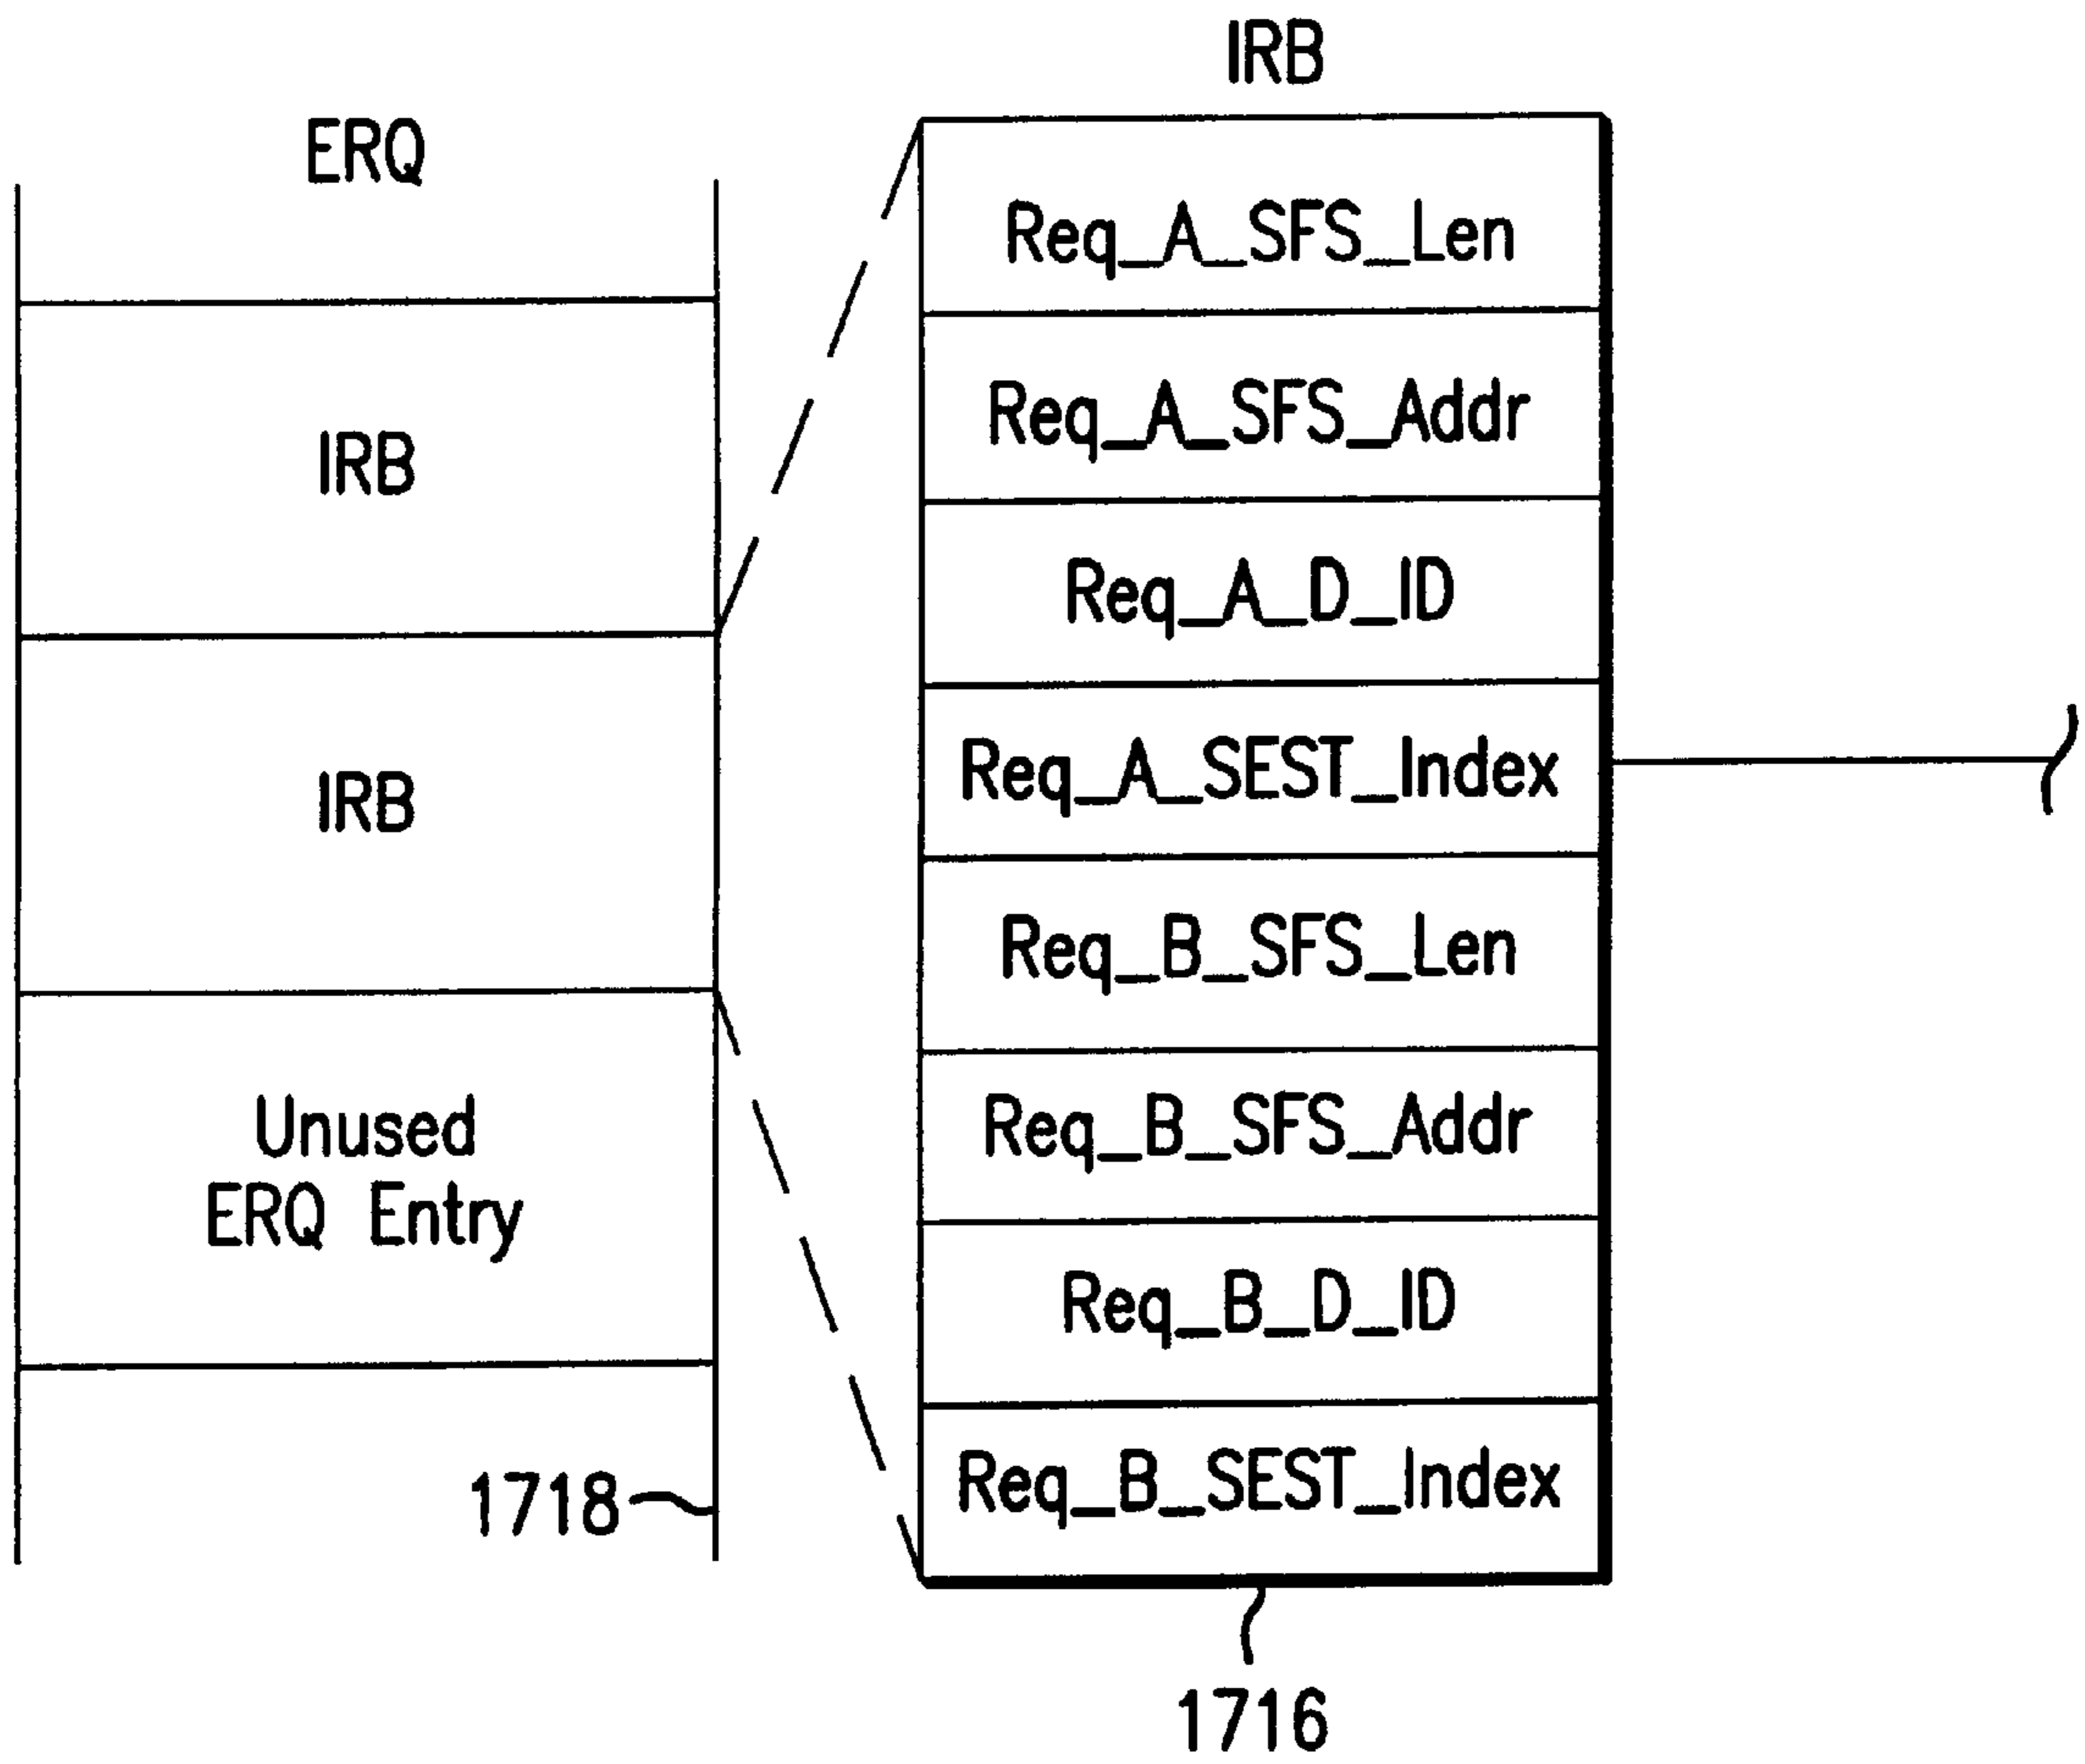 ERQ
IRB
IRB
Unused
ERQ Entry
1718
IRB
Req_A_SFS_Len
Req_A_SFS_Addr
Req_A_D_ID
Req_A_SEST_Index
Req_B_SFS_Len
Req_B_SFS_Addr
Req_B_D_ID
Req_B_SEST_Index
1716